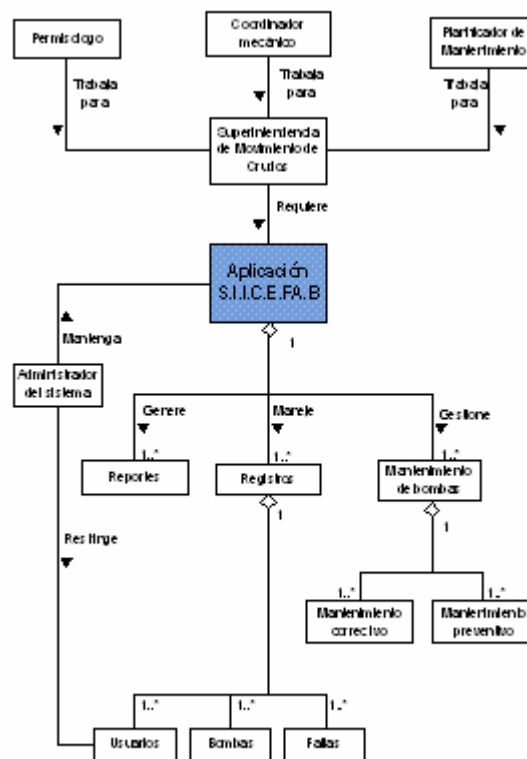 Permisólogo
Coordinador
mecánico
Planificador de
Mantenimiento
Trabaja
para
Trabaja
para
Trabaja
para
Superintendencia
de Movimiento de
Crudos
Requiere
Aplicación
S.I.I.C.E.FA.B
1
Mantenga
Administrador
del sistema
Genere
Maneje
Gestione
1..*
1..*
1..*
Reportes
Registros
Mantenimiento
de bombas
1
1
Restringe
1..*
1..*
Mantenimiento
correctivo
Mantenimiento
preventivo
1..*
1..*
1..*
Usuarios
Bombas
Fallas